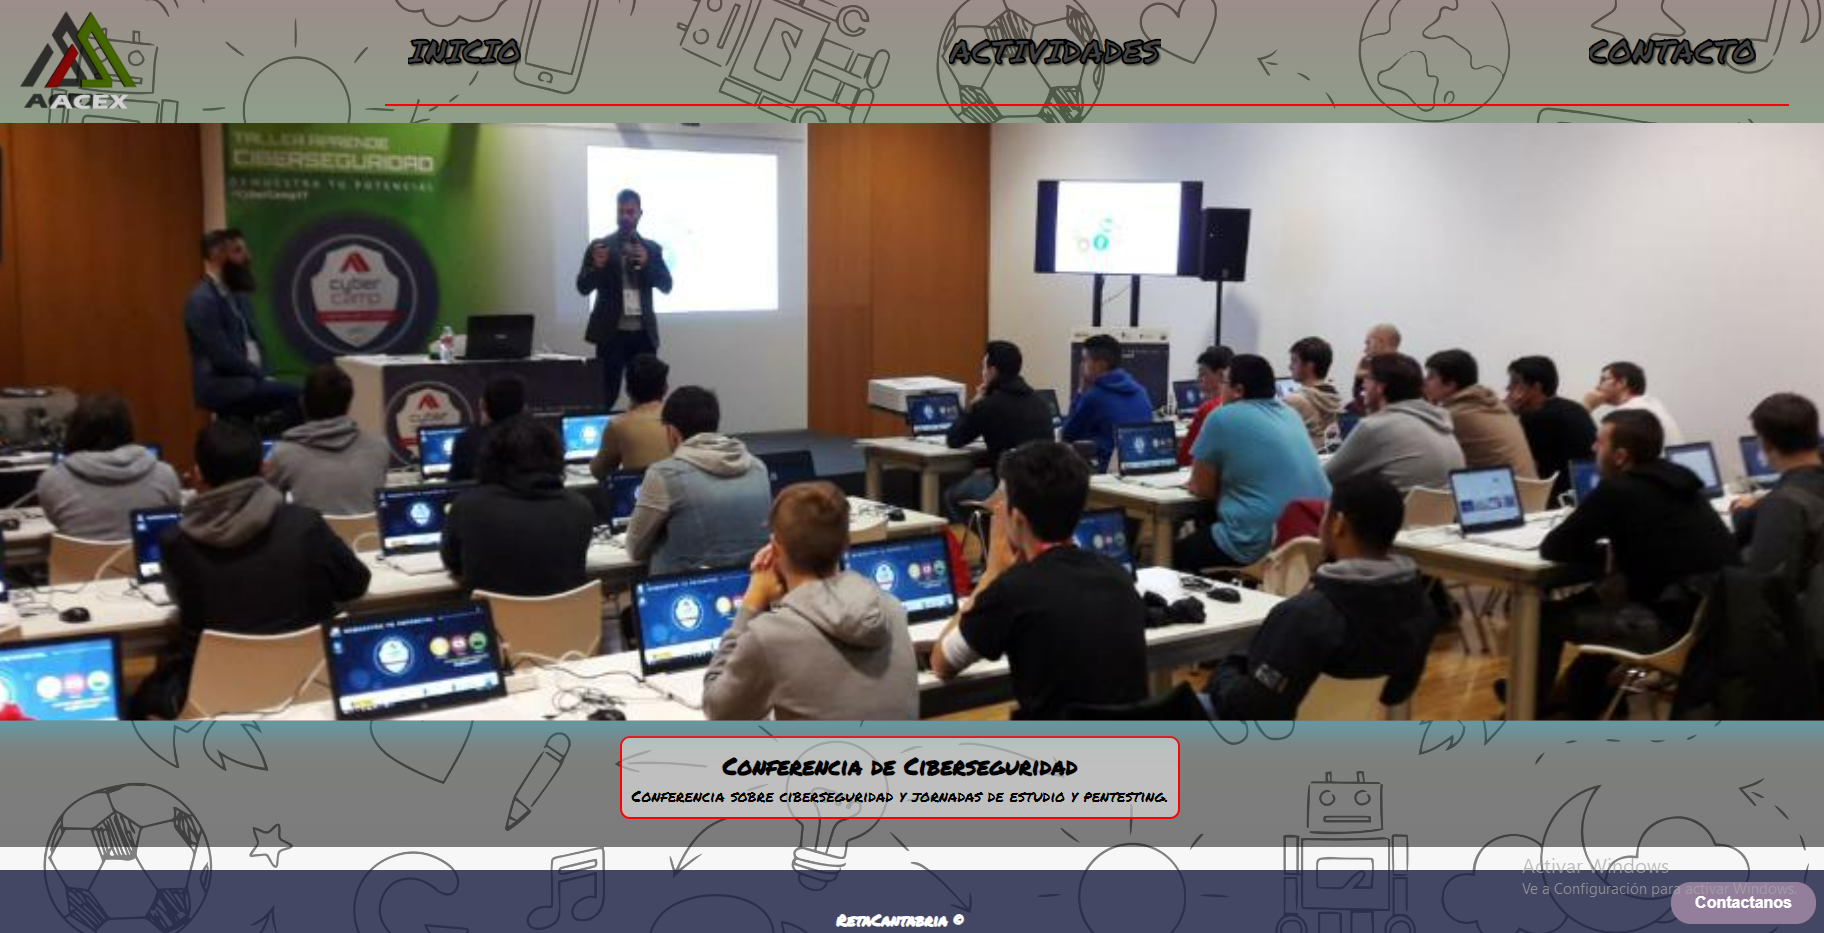 ACEX
INICIO
ACTIVIDADES
CONTACTO
TALLER APRENDE
CIBERSEGURIDAD
DEMUESTRA TU POTENCIAL
#CyberCamp17
cyber
camp
Conferencia de Ciberseguridad
Conferencia sobre ciberseguridad y jornadas de estudio y pentesting.
Activar Windows
Ve a Configuración para activar Windows.
Contactanos
RetaCantabria ©